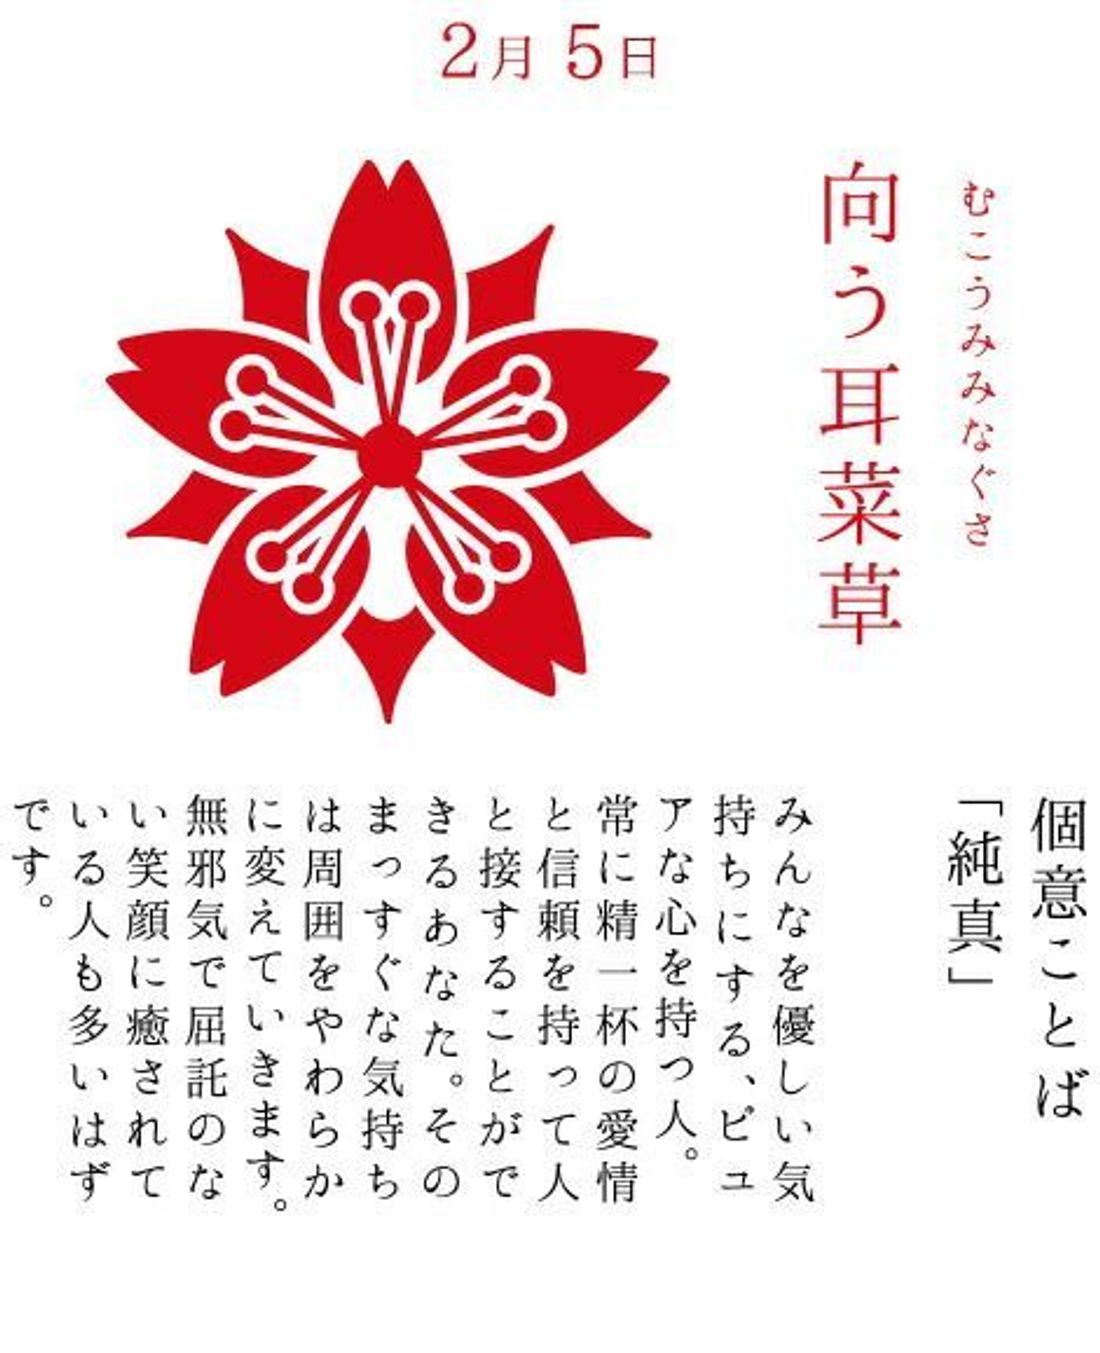 2月5日
むこうみみなぐさ
向う耳菜草
個意ことば
「純真」
みんなを優しい気
持ちにする、ピュ
アな心を持つ人。
常に精一杯の愛情
と信頼を持って人
と接することがで
きるあなた。その
まっすぐな気持ち
は周囲をやわらか
に変えていきます。
無邪気で屈託のな
い笑顔に癒されて
いる人も多いはず
です。